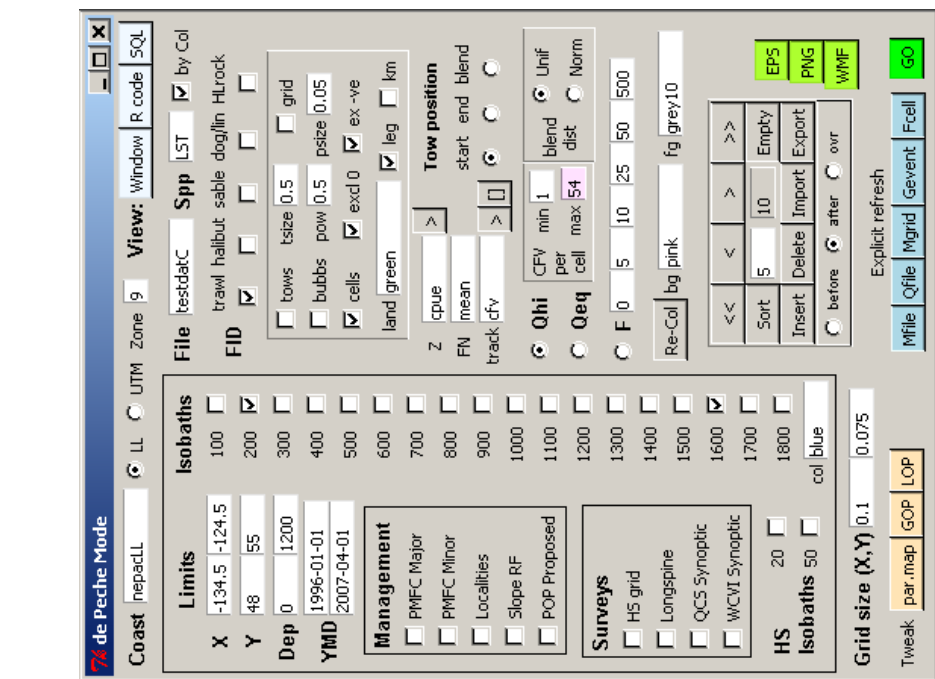 de Peche Mode
Coast nepacLL LL UTM Zone 9 View: Window R code SQL
Limits
X -134.5 -124.5
Y 48 55
Dep 0 1200
YMD 1996-01-01
2007-04-01
Management
PMFC Major
PMFC Minor
Localities
Slope RF
POP Proposed
Surveys
HS grid
Longspine
QCS Synoptic
WCVI Synoptic
HS 20
Isobaths 50
Isobaths
100
200
300
400
500
600
700
800
900
1000
1100
1200
1300
1400
1500
1600
1700
1800
col blue
Grid size (X,Y) 0.1 0.075
Tweak par.map GOP LOP
File testdatC Spp LST by Col
trawl halibut sable dog/lin HLrock
FID
tows tsize 0.5 grid
bubbs pow 0.5 psize 0.05
cells excl 0 ex -ve
land green leg km
Z cpue >
FN mean
track cfv > []
Tow position
start end blend
Qhi
Qeq
CFV per cell min 1
max 54
blend dist Unif
Norm
F 0 5 10 25 50 500
Re-Col bg pink fg grey10
<< < > >>
Sort 5 10 Empty
Insert Delete Import Export
before after ovr
EPS
PNG
WMF
Explicit refresh
Mfile Qfile Mgrid Gevent Fcell GO